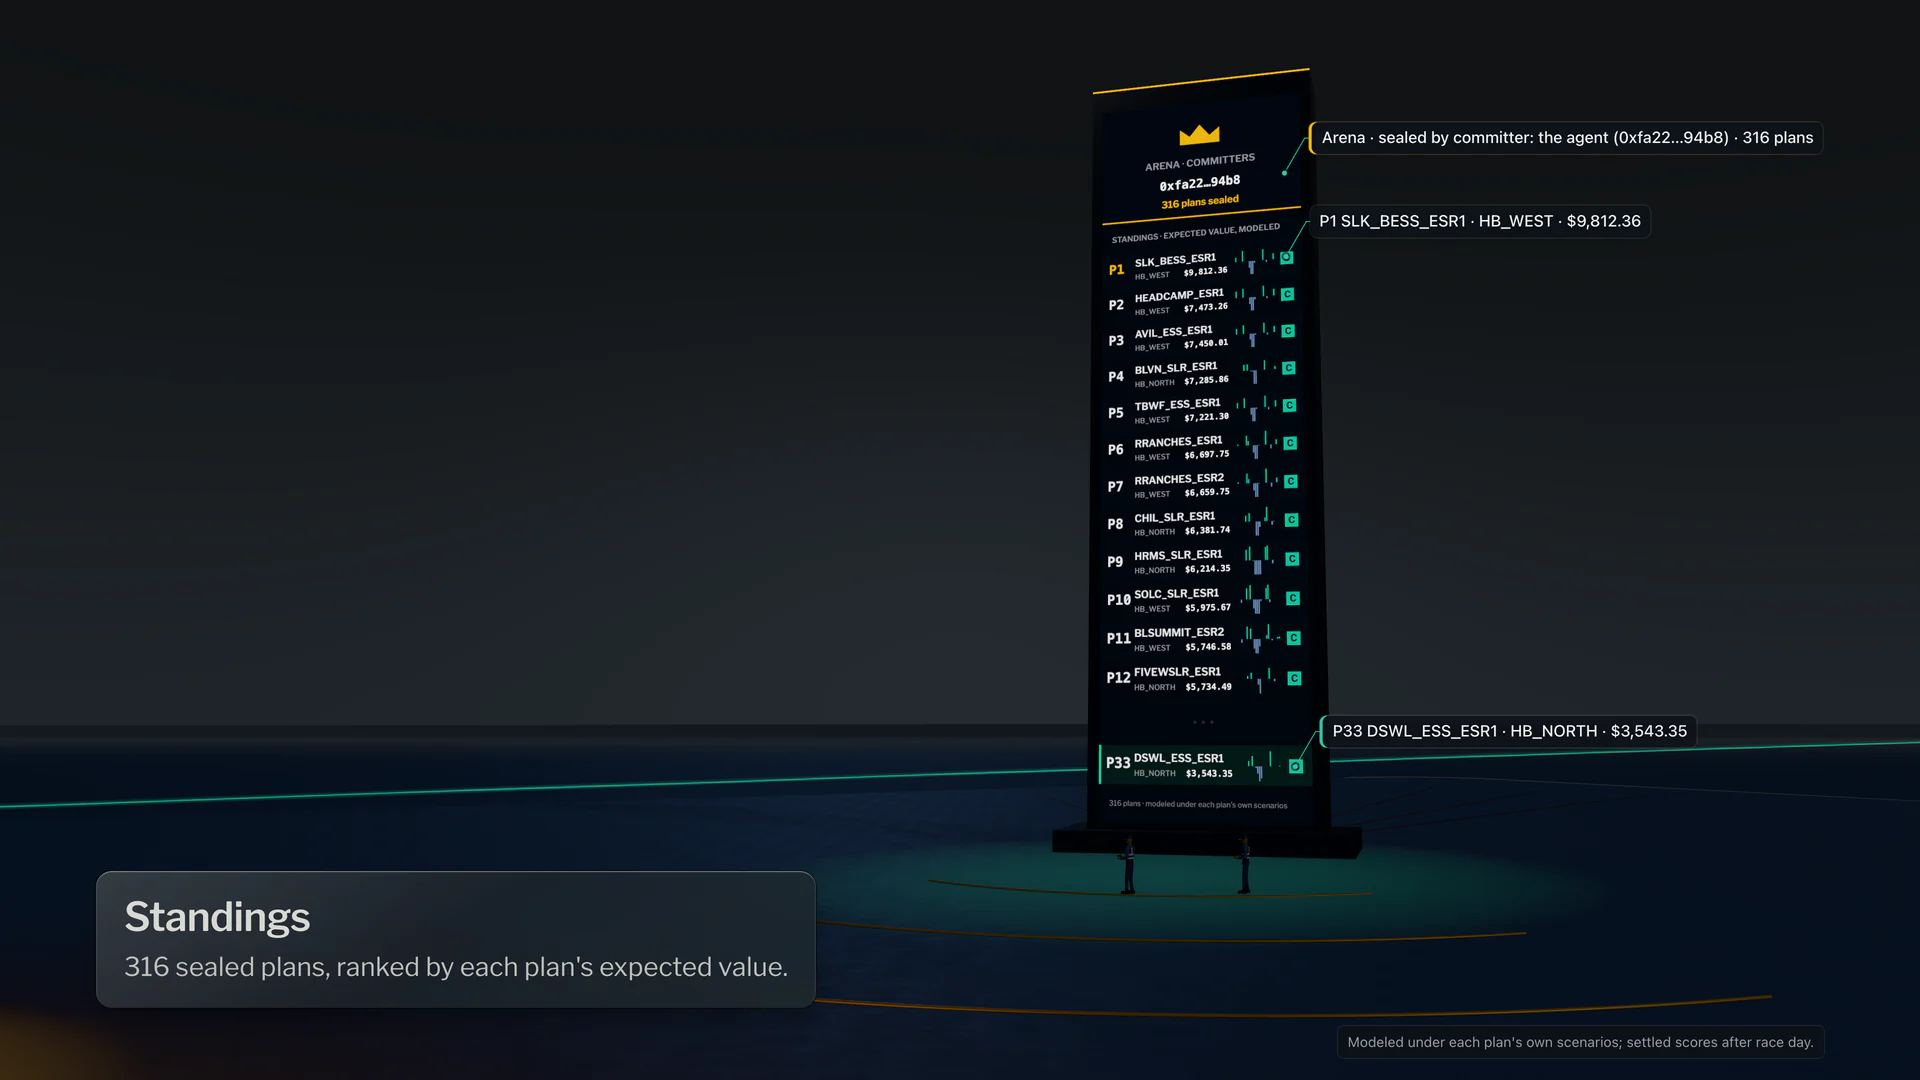 ARENA · COMMITTERS
0xfa22…94b8
316 plans sealed
STANDINGS · EXPECTED VALUE, MODELED
P1 SLK_BESS_ESR1
HB_WEST $9,812.36
P2 HEADCAMP_ESR1 C
HB_WEST $7,473.26
P3 AVIL_ESS_ESR1 C
HB_WEST $7,450.01
P4 BLVN_SLR_ESR1 C
HB_NORTH $7,285.86
P5 TBWF_ESS_ESR1 C
HB_WEST $7,221.30
P6 RRANCHES_ESR1 C
HB_WEST $6,697.75
P7 RRANCHES_ESR2 C
HB_WEST $6,659.75
P8 CHIL_SLR_ESR1 C
HB_NORTH $6,381.74
P9 HRMS_SLR_ESR1 C
HB_NORTH $6,214.35
P10 SOLC_SLR_ESR1 C
HB_WEST $5,975.67
P11 BLSUMMIT_ESR2 C
HB_WEST $5,746.58
P12 FIVEWSLR_ESR1 C
HB_NORTH $5,734.49
...
P33 DSWL_ESS_ESR1
HB_NORTH $3,543.35
316 plans · modeled under each plan's own scenarios
Arena · sealed by committer: the agent (0xfa22…94b8) · 316 plans
P1 SLK_BESS_ESR1 · HB_WEST · $9,812.36
P33 DSWL_ESS_ESR1 · HB_NORTH · $3,543.35
Standings
316 sealed plans, ranked by each plan's expected value.
Modeled under each plan's own scenarios; settled scores after race day.